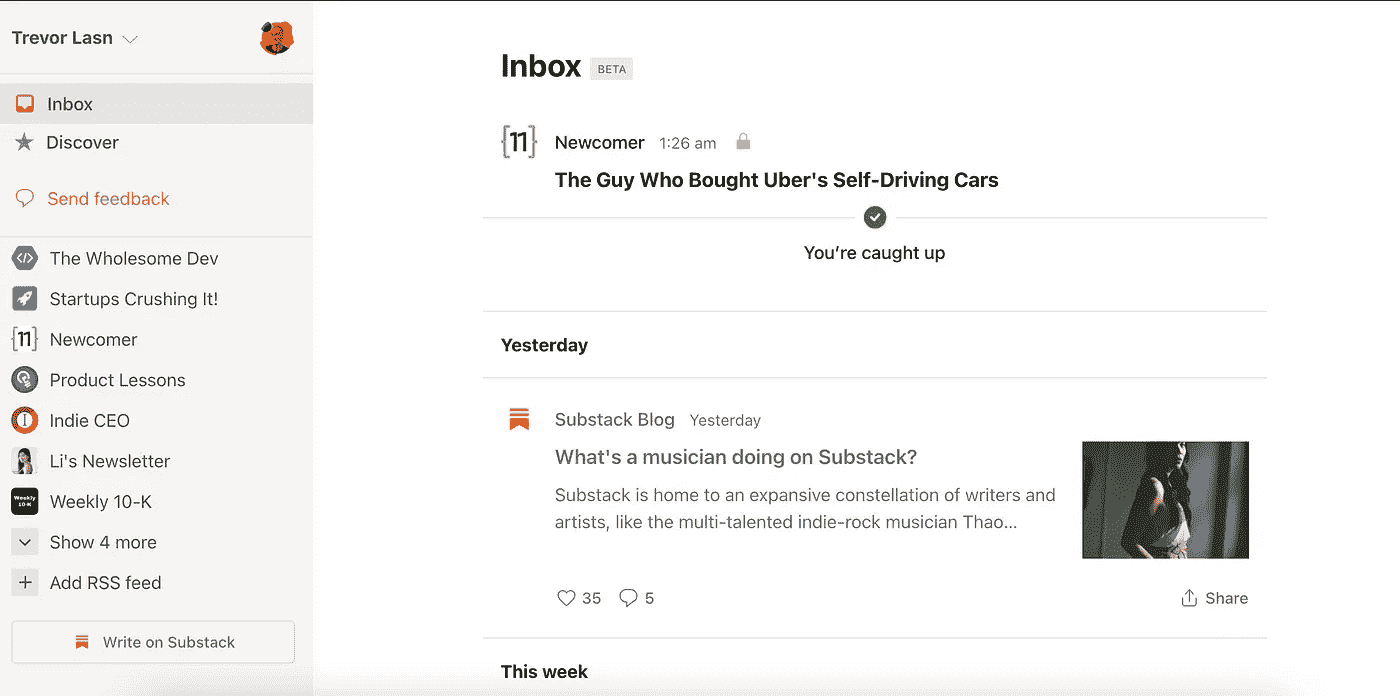 Trevor Lasn
Inbox
Discover
Send feedback
The Wholesome Dev
Startups Crushing It!
{11} Newcomer
Product Lessons
Indie CEO
Li's Newsletter
Weekly 10-K Weekly 10-K
Show 4 more
Add RSS feed
Write on Substack
Inbox BETA
{11} Newcomer 1:26 am
The Guy Who Bought Uber's Self-Driving Cars
You’re caught up
Yesterday
Substack Blog Yesterday
What's a musician doing on Substack?
Substack is home to an expansive constellation of writers and
artists, like the multi-talented indie-rock musician Thao...
35 5 Share
This week